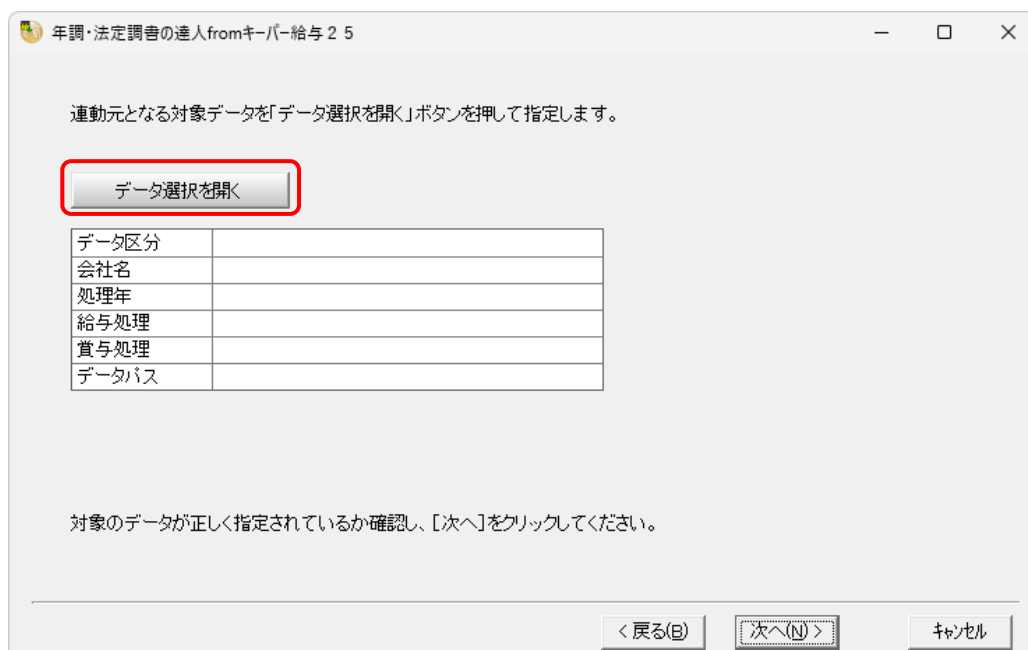 年調・法定調書の達人fromキーパー給与２５
連動元となる対象データを「データ選択を開く」ボタンを押して指定します。
データ選択を開く
データ区分
会社名
処理年
給与処理
賞与処理
データパス
対象のデータが正しく指定されているか確認し、［次へ］をクリックしてください。
＜戻る(B) 次へ(N)＞ キャンセル